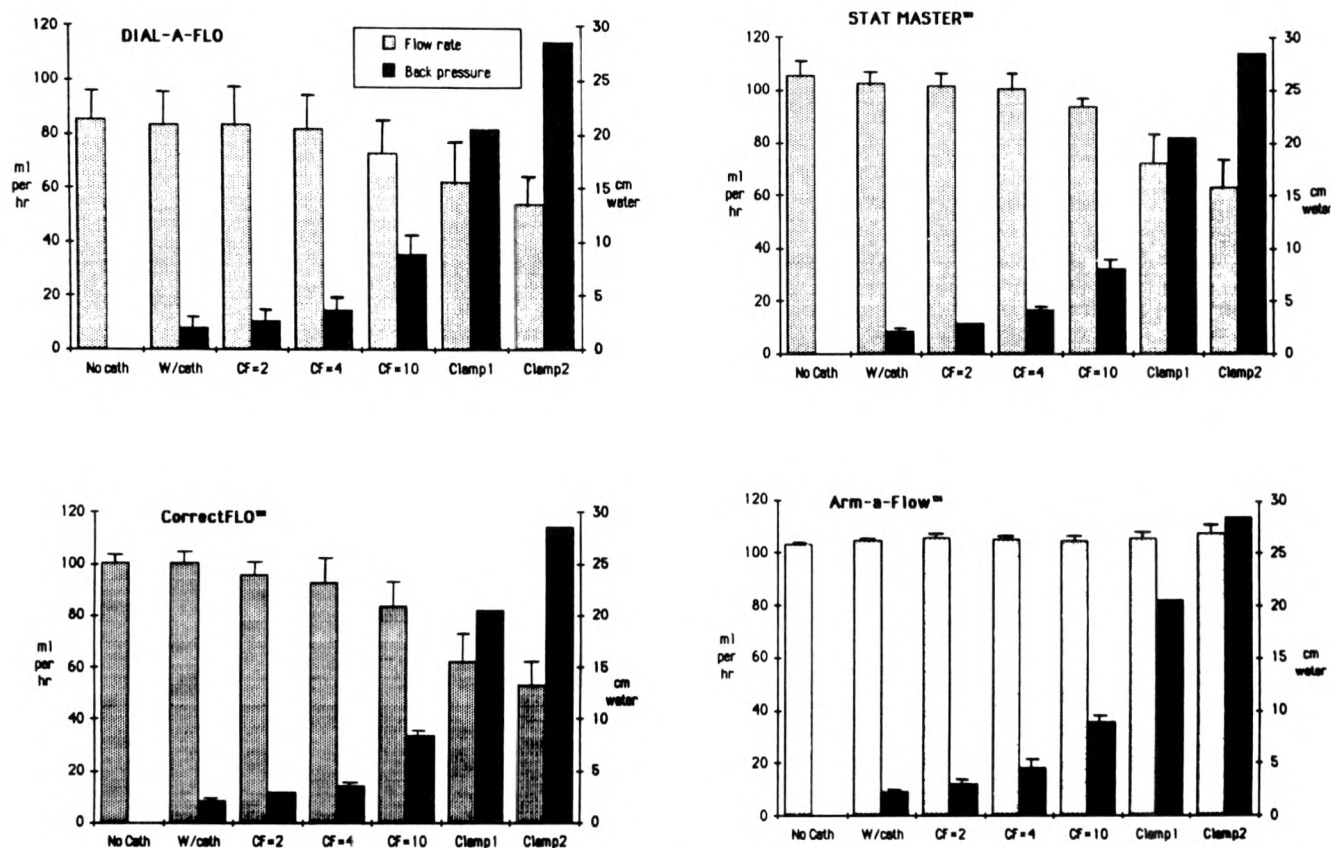 DIAL-A-FLO
Flow rate
Back pressure
120
100
80
60
40
20
0
ml
per
hr
30
25
20
15
10
5
0
cm
water
No cath W/cath CF=2 CF=4 CF=10 Clamp1 Clamp2
STAT MASTER™
120
100
80
60
40
20
0
ml
per
hr
30
25
20
15
10
5
0
cm
water
No Cath W/cath CF=2 CF=4 CF=10 Clamp1 Clamp2
CorrectFLO™
120
100
80
60
40
20
0
ml
per
hr
30
25
20
15
10
5
0
cm
water
No Cath W/cath CF=2 CF=4 CF=10 Clamp1 Clamp2
Arm-a-Flow™
120
100
80
60
40
20
0
ml
per
hr
30
25
20
15
10
5
0
cm
water
No Cath W/cath CF=2 CF=4 CF=10 Clamp1 Clamp2